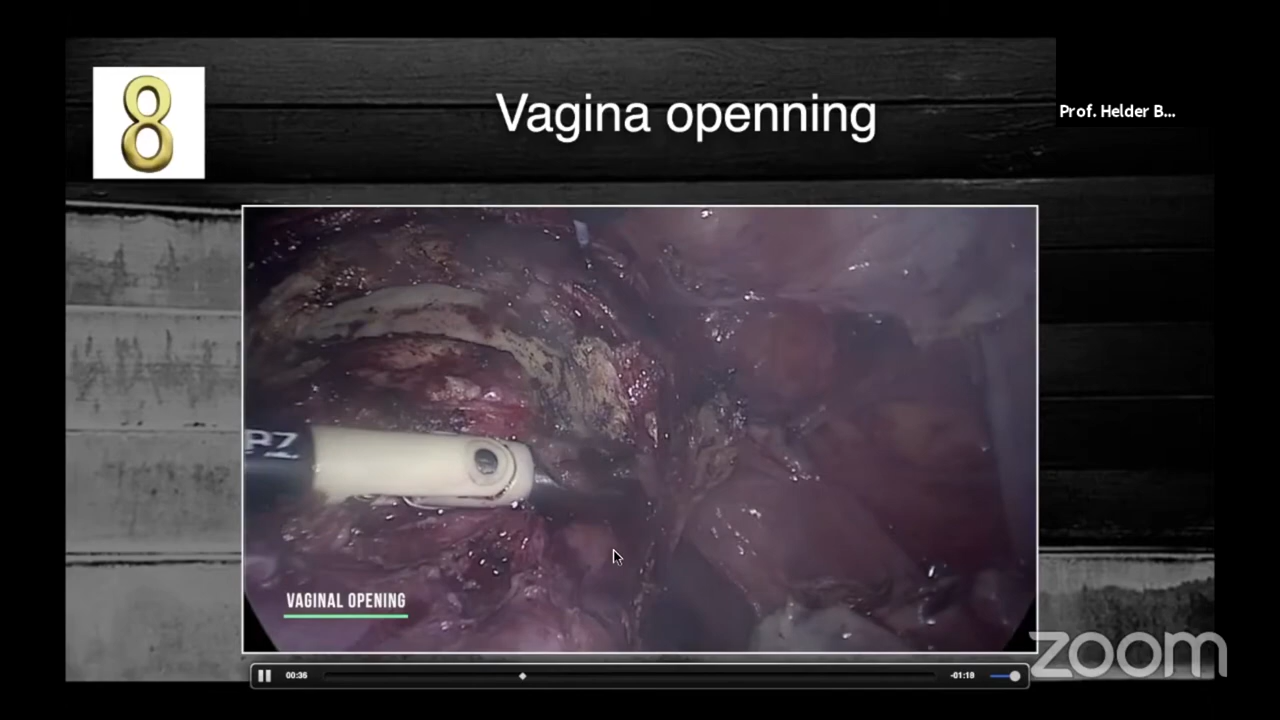 8
Vagina openning
Prof. Helder B...
VAGINAL OPENING
00:36
-01:19
zoom